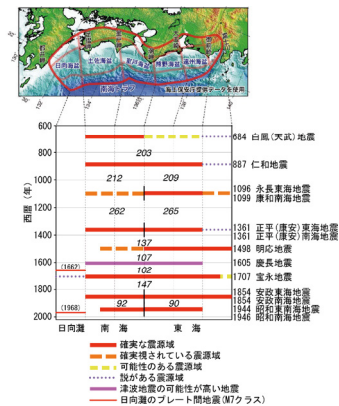 日向海盆
土佐海盆
室戸海盆
熊野海盆
遠州海盆
南海トラフ
海上保安庁提供データを使用
132°
134°
136°
138°
140°
西暦(年)
600
800
1000
1200
1400
1600
1800
2000
203
212 209
262 265
137
107
102
147
92 90
(1662)
(1968)
684 白鳳(天武)地震
887 仁和地震
1096 永長東海地震
1099 康和南海地震
1361 正平(康安)東海地震
1361 正平(康安)南海地震
1498 明応地震
1605 慶長地震
1707 宝永地震
1854 安政東海地震
1854 安政南海地震
1944 昭和東南海地震
1946 昭和南海地震
日向灘 南 海 東 海
確実な震源域
確実視されている震源域
可能性のある震源域
説がある震源域
津波地震の可能性が高い地震
日向灘のプレート間地震(M7クラス)